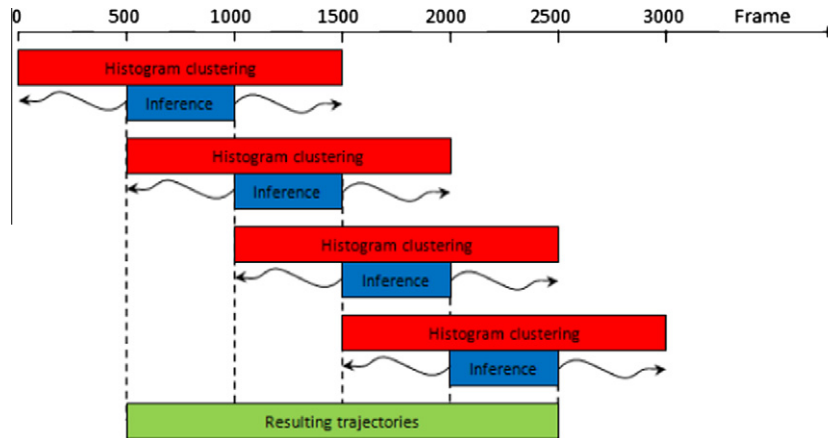 0 500 1000 1500 2000 2500 3000 Frame
Histogram clustering
Inference
Histogram clustering
Inference
Histogram clustering
Inference
Histogram clustering
Inference
Resulting trajectories